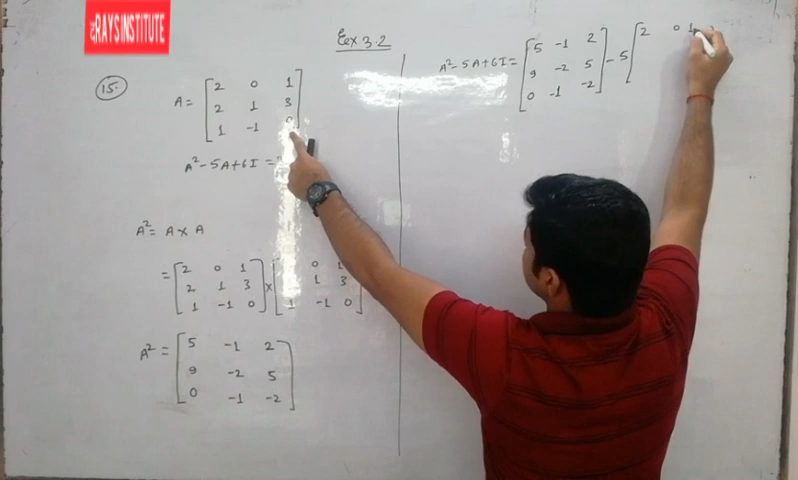 RAYSINSTITUTE
Ex 3.2
15.
A = [ 2 0 1
2 1 3
1 -1 0 ]
A² - 5A + 6I =
A² = A × A
= [ 2 0 1
2 1 3
1 -1 0 ] × [ 0 1
1 3
1 -1 0 ]
A² = [ 5 -1 2
9 -2 5
0 -1 -2 ]
A² - 5A + 6I = [ 5 -1 2
9 -2 5
0 -1 -2 ] - 5 [ 2 0 1